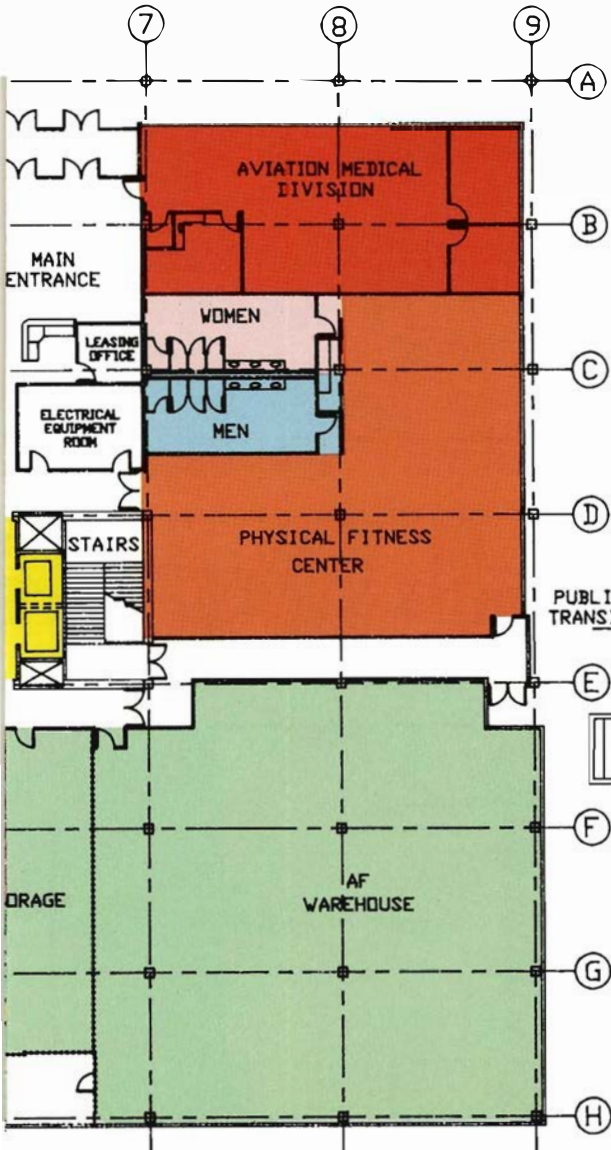 7
8
9
A
AVIATION MEDICAL
DIVISION
B
MAIN
ENTRANCE
WOMEN
LEASING
OFFICE
C
ELECTRICAL
EQUIPMENT
ROOM
MEN
D
STAIRS
PHYSICAL FITNESS
CENTER
PUBLI
TRANS
E
F
ORAGE
AF
WAREHOUSE
G
H